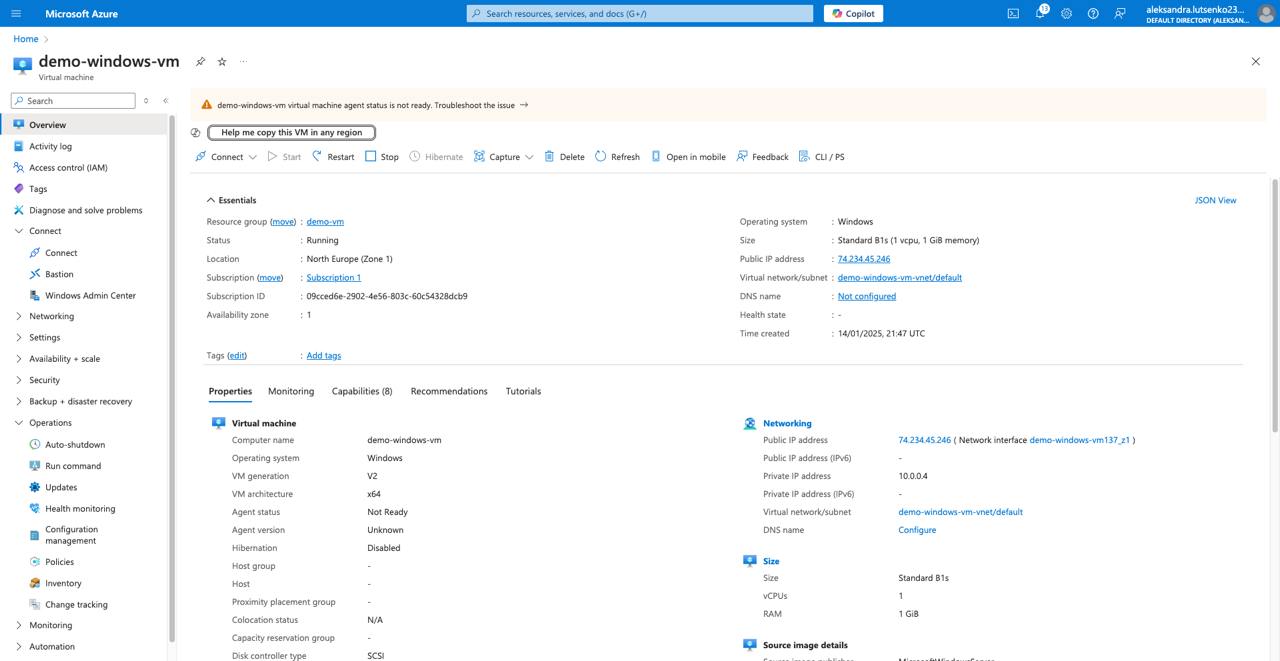 Microsoft Azure
Search resources, services, and docs (G+/)
Copilot
13
aleksandra.lutsenko23...
DEFAULT DIRECTORY (ALEKSAN...
Home
demo-windows-vm
Virtual machine
Search
demo-windows-vm virtual machine agent status is not ready. Troubleshoot the issue →
Help me copy this VM in any region
Connect Start Restart Stop Hibernate Capture Delete Refresh Open in mobile Feedback CLI / PS
Overview
Activity log
Access control (IAM)
Tags
Diagnose and solve problems
Connect
Connect
Bastion
Windows Admin Center
Networking
Settings
Availability + scale
Security
Backup + disaster recovery
Operations
Auto-shutdown
Run command
Updates
Health monitoring
Configuration
management
Policies
Inventory
Change tracking
Monitoring
Automation
Essentials
JSON View
Resource group (move) : demo-vm
Status : Running
Location : North Europe (Zone 1)
Subscription (move) : Subscription 1
Subscription ID : 09cced6e-2902-4e56-803c-60c54328dcb9
Availability zone : 1
Operating system : Windows
Size : Standard B1s (1 vcpu, 1 GiB memory)
Public IP address : 74.234.45.246
Virtual network/subnet : demo-windows-vm-vnet/default
DNS name : Not configured
Health state : -
Time created : 14/01/2025, 21:47 UTC
Tags (edit) : Add tags
Properties Monitoring Capabilities (8) Recommendations Tutorials
Virtual machine
Computer name demo-windows-vm
Operating system Windows
VM generation V2
VM architecture x64
Agent status Not Ready
Agent version Unknown
Hibernation Disabled
Host group -
Host -
Proximity placement group -
Colocation status N/A
Capacity reservation group -
Disk controller type SCSI
Networking
Public IP address 74.234.45.246 ( Network interface demo-windows-vm137_z1 )
Public IP address (IPv6) -
Private IP address 10.0.0.4
Private IP address (IPv6) -
Virtual network/subnet demo-windows-vm-vnet/default
DNS name Configure
Size
Size Standard B1s
vCPUs 1
RAM 1 GiB
Source image details
Source image publisher MicrosoftWindowsServer